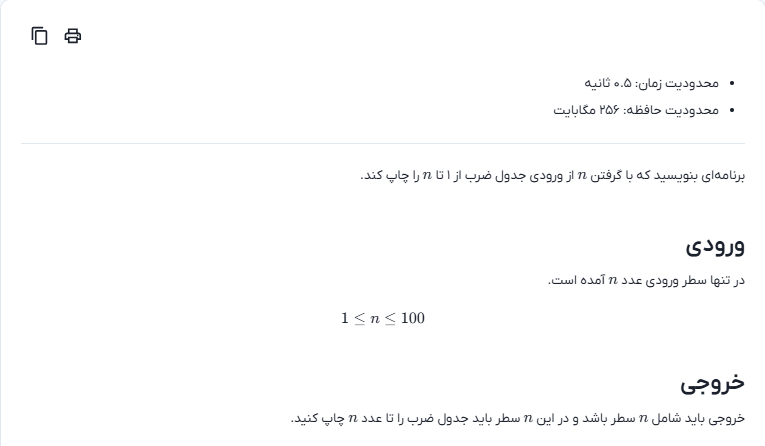 محدودیت زمان: ۰.۵ ثانیه
محدودیت حافظه: ۲۵۶ مگابایت
برنامه‌ای بنویسید که با گرفتن n از ورودی جدول ضرب از ۱ تا n را چاپ کند.
ورودی
در تنها سطر ورودی عدد n آمده است.
1 ≤ n ≤ 100
خروجی
خروجی باید شامل n سطر باشد و در این n سطر باید جدول ضرب را تا عدد n چاپ کنید.